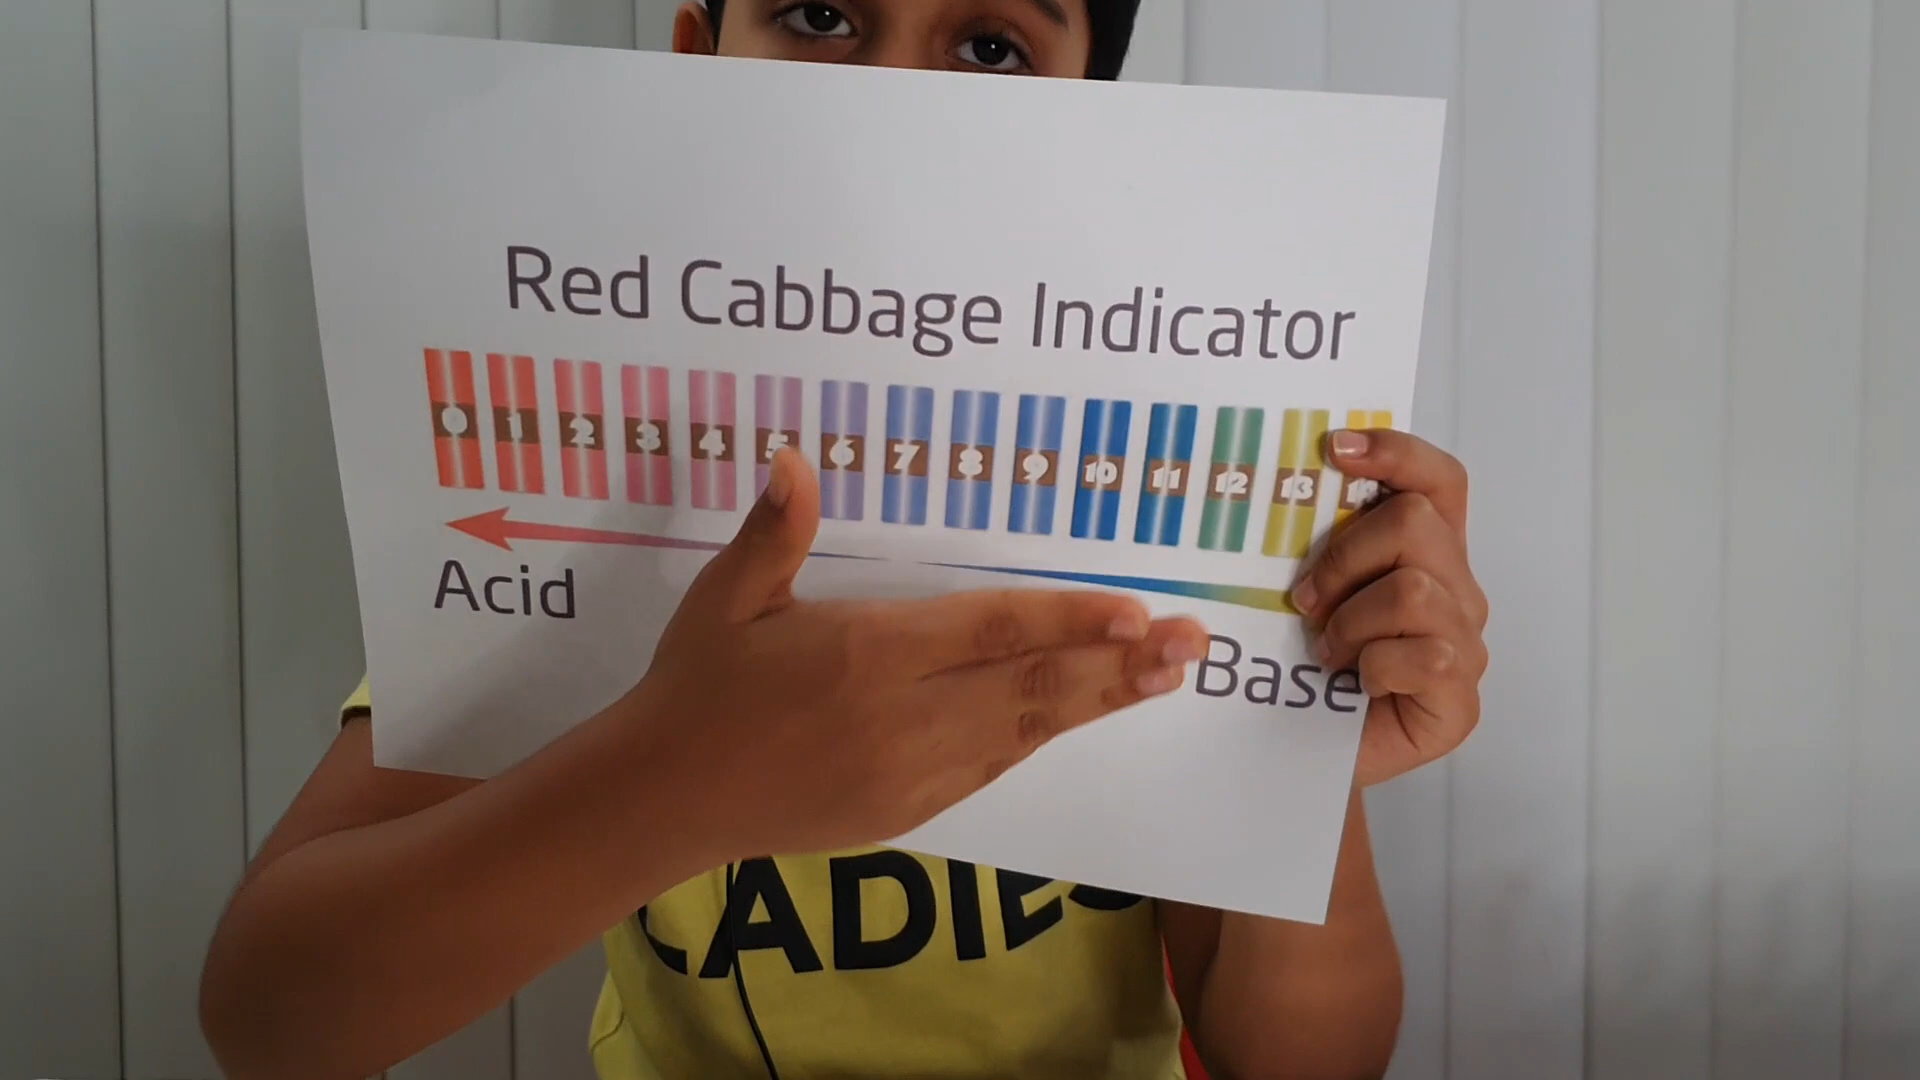 Red Cabbage Indicator
0 1 2 3 4 5 6 7 8 9 10 11 12 13
Acid
Base
LADIES